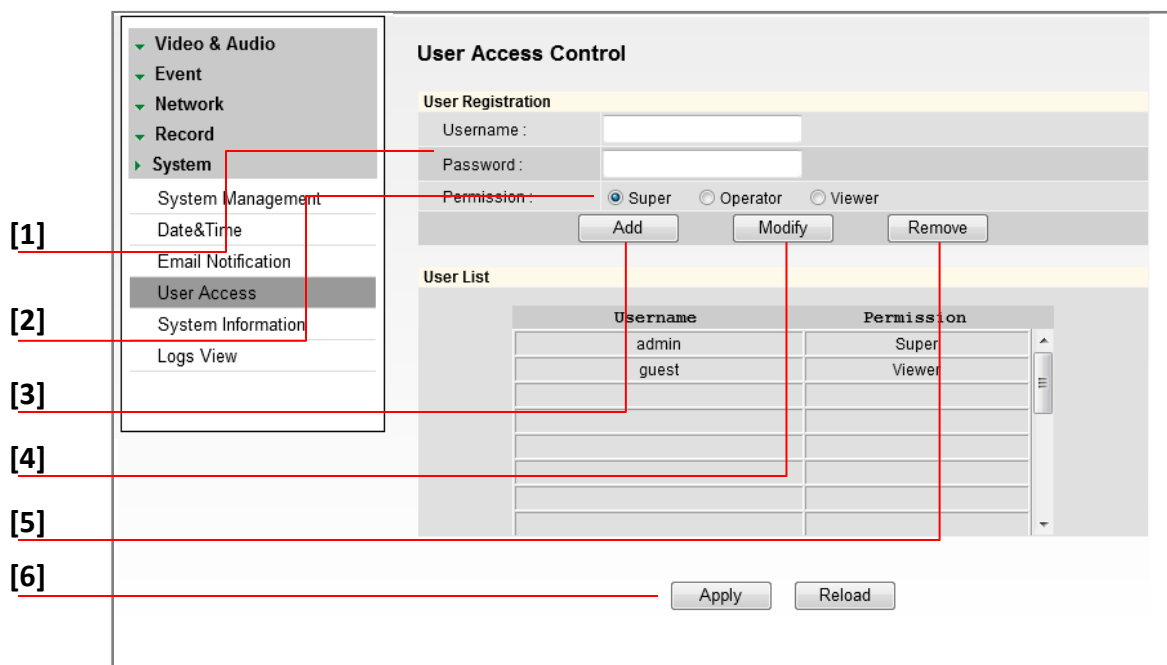 Video & Audio
Event
Network
Record
System
System Management
Date&Time
Email Notification
User Access
System Information
Logs View
[1]
[2]
[3]
[4]
[5]
[6]
User Access Control
User Registration
Username :
Password :
Permission : Super Operator Viewer
Add Modify Remove
User List
Username Permission
admin Super
guest Viewer
Apply Reload